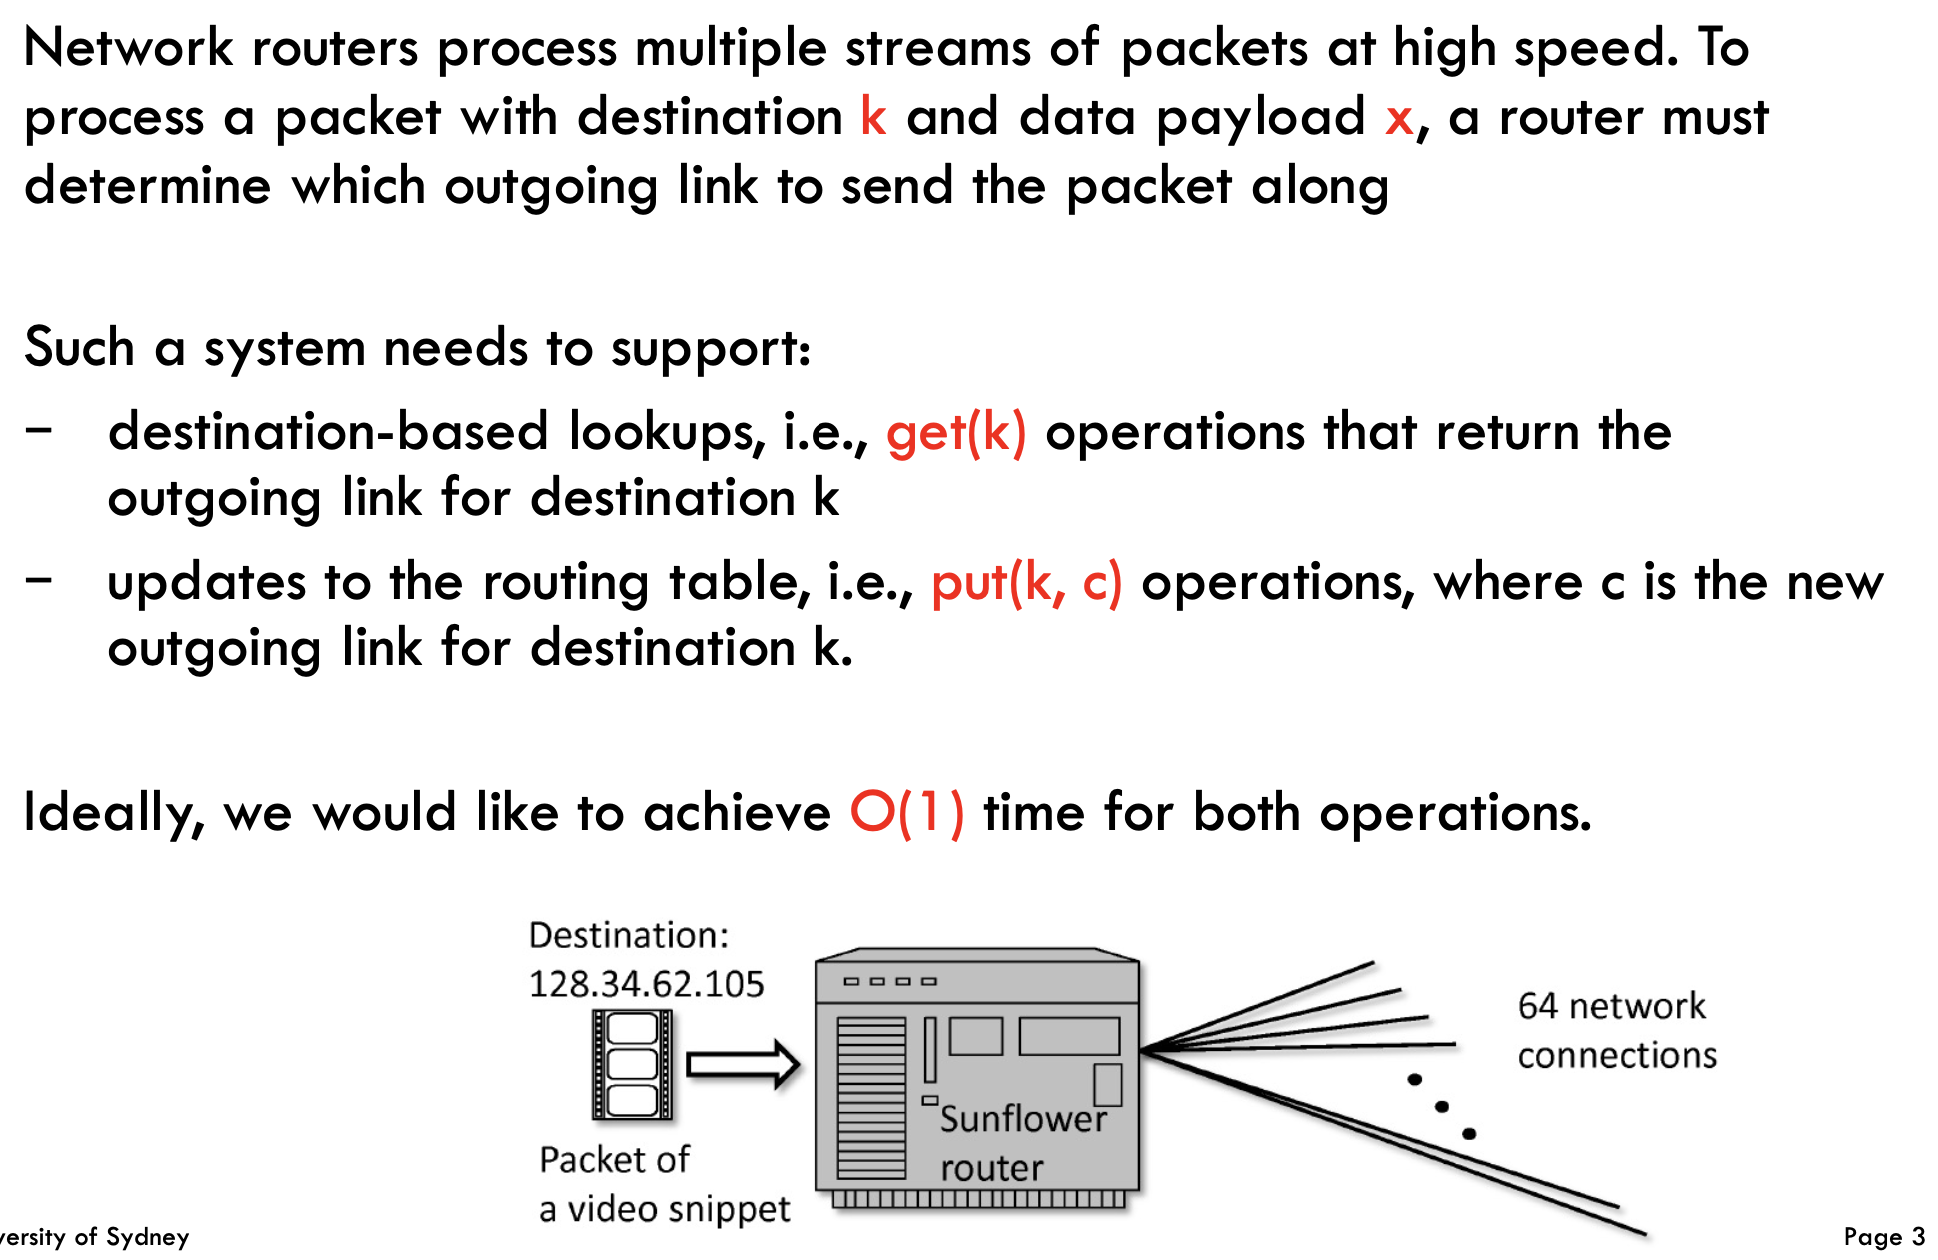 Network routers process multiple streams of packets at high speed. To
process a packet with destination k and data payload x, a router must
determine which outgoing link to send the packet along
Such a system needs to support:
– destination-based lookups, i.e., get(k) operations that return the
outgoing link for destination k
– updates to the routing table, i.e., put(k, c) operations, where c is the new
outgoing link for destination k.
Ideally, we would like to achieve O(1) time for both operations.
Destination:
128.34.62.105
Packet of
a video snippet
Sunflower
router
64 network
connections
versity of Sydney
Page 3